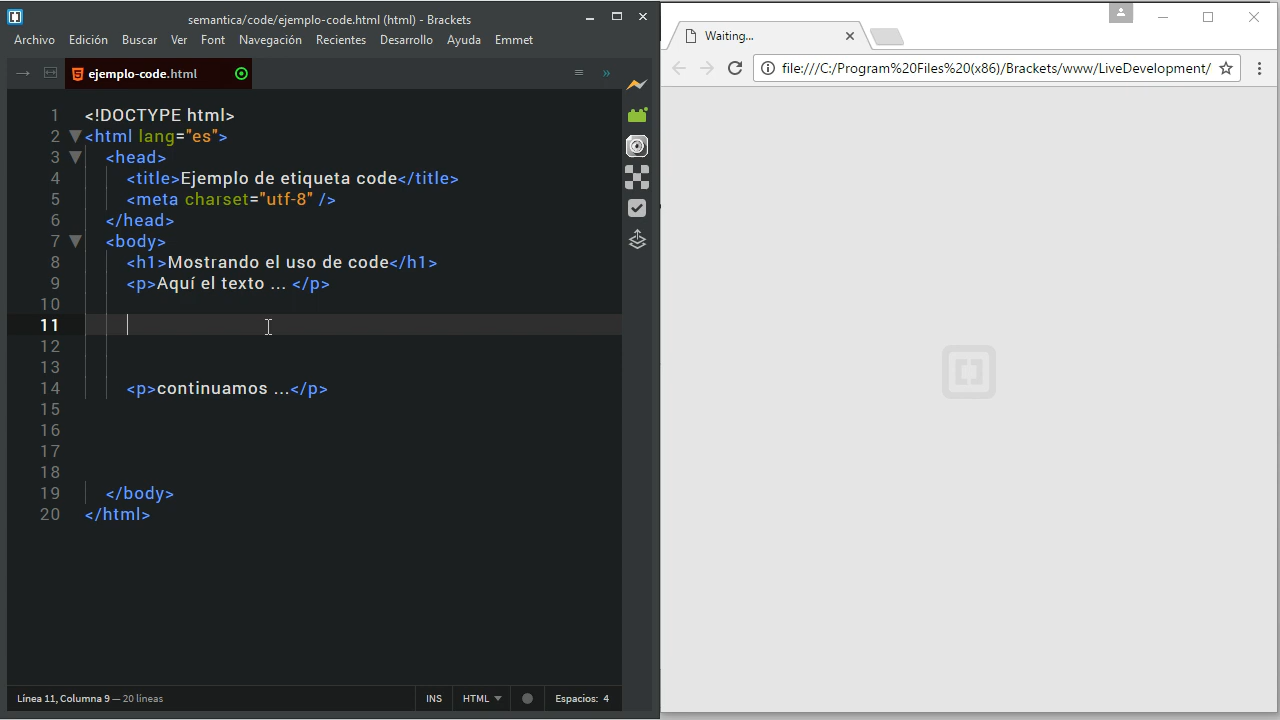 semantica/code/ejemplo-code.html (html) - Brackets
Archivo Edición Buscar Ver Font Navegación Recientes Desarrollo Ayuda Emmet
ejemplo-code.html
1 <!DOCTYPE html>
2 <html lang="es">
3 <head>
4 <title>Ejemplo de etiqueta code</title>
5 <meta charset="utf-8" />
6 </head>
7 <body>
8 <h1>Mostrando el uso de code</h1>
9 <p>Aquí el texto ... </p>
10
11
12
13
14 <p>continuamos ...</p>
15
16
17
18
19 </body>
20 </html>
Línea 11, Columna 9 — 20 líneas INS HTML Espacios: 4
Waiting...
file:///C:/Program%20Files%20(x86)/Brackets/www/LiveDevelopment/